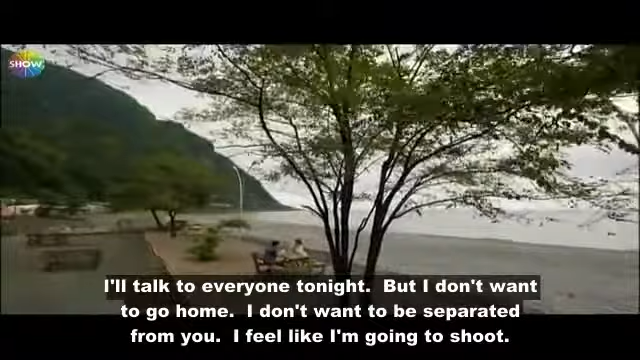 SHOW
I'll talk to everyone tonight.  But I don't want
to go home.  I don't want to be separated
from you.  I feel like I'm going to shoot.